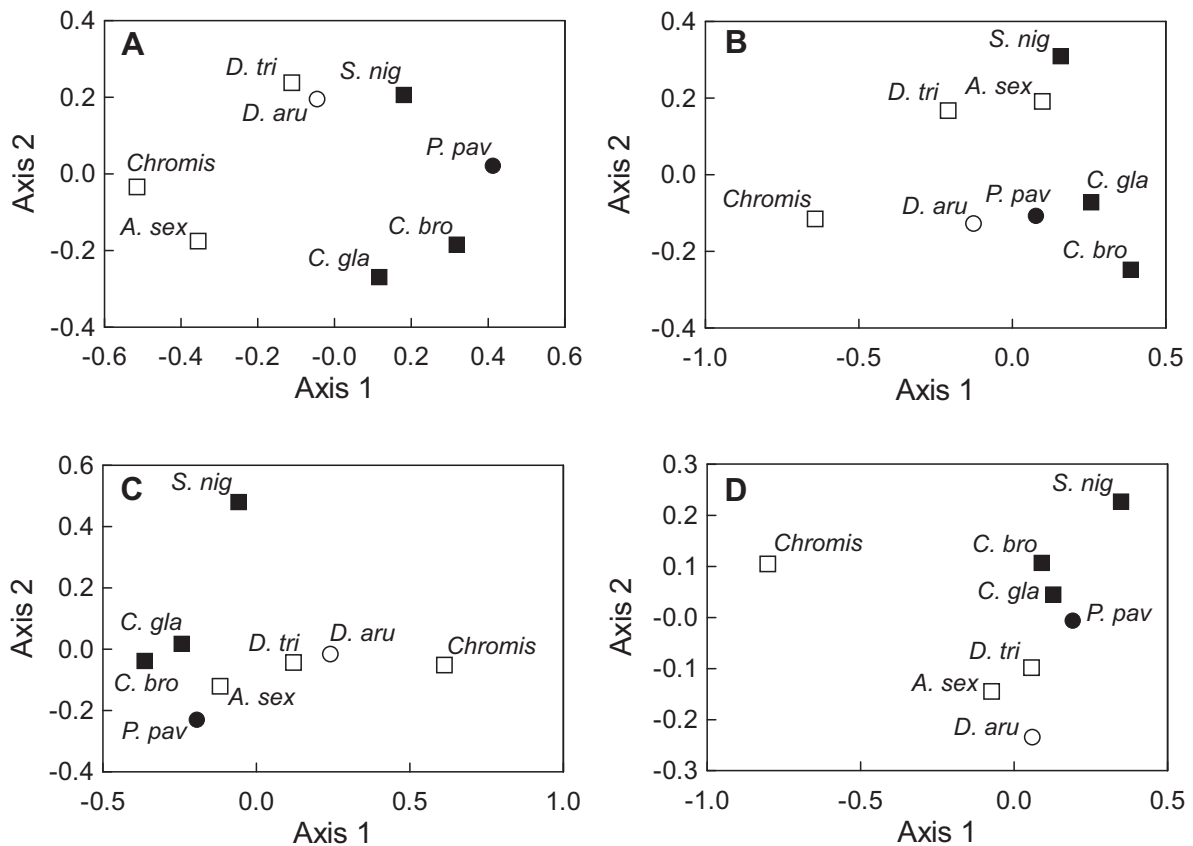 A
0.4
0.2
0.0
-0.2
-0.4
Axis 2
D. tri
S. nig
D. aru
P. pav
Chromis
A. sex
C. bro
C. gla
-0.6 -0.4 -0.2 -0.0 0.2 0.4 0.6
Axis 1
B
0.4
0.2
0.0
-0.2
-0.4
Axis 2
S. nig
A. sex
D. tri
C. gla
P. pav
Chromis
D. aru
C. bro
-1.0 -0.5 0.0 0.5
Axis 1
C
0.6
0.4
0.2
0.0
-0.2
-0.4
Axis 2
S. nig
C. gla
D. tri
D. aru
Chromis
C. bro
A. sex
P. pav
-0.5 0.0 0.5 1.0
Axis 1
D
0.3
0.2
0.1
-0.0
-0.1
0.2
-0.3
Axis 2
S. nig
Chromis
C. bro
C. gla
P. pav
D. tri
A. sex
D. aru
-1.0 -0.5 0.0 0.5
Axis 1